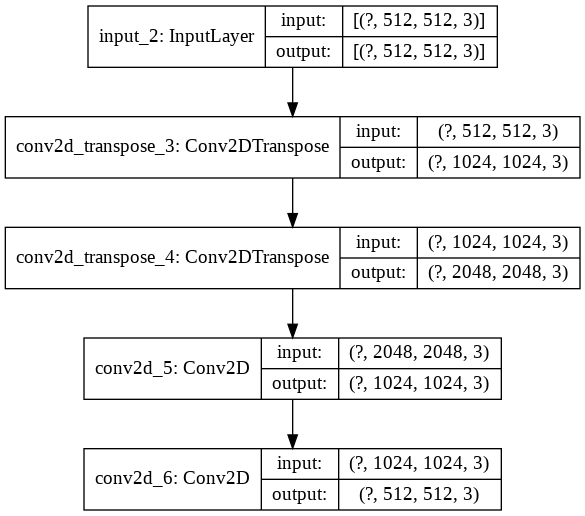 input_2: InputLayer
input:
[(?, 512, 512, 3)]
output:
[(?, 512, 512, 3)]
conv2d_transpose_3: Conv2DTranspose
input:
(?, 512, 512, 3)
output:
(?, 1024, 1024, 3)
conv2d_transpose_4: Conv2DTranspose
input:
(?, 1024, 1024, 3)
output:
(?, 2048, 2048, 3)
conv2d_5: Conv2D
input:
(?, 2048, 2048, 3)
output:
(?, 1024, 1024, 3)
conv2d_6: Conv2D
input:
(?, 1024, 1024, 3)
output:
(?, 512, 512, 3)